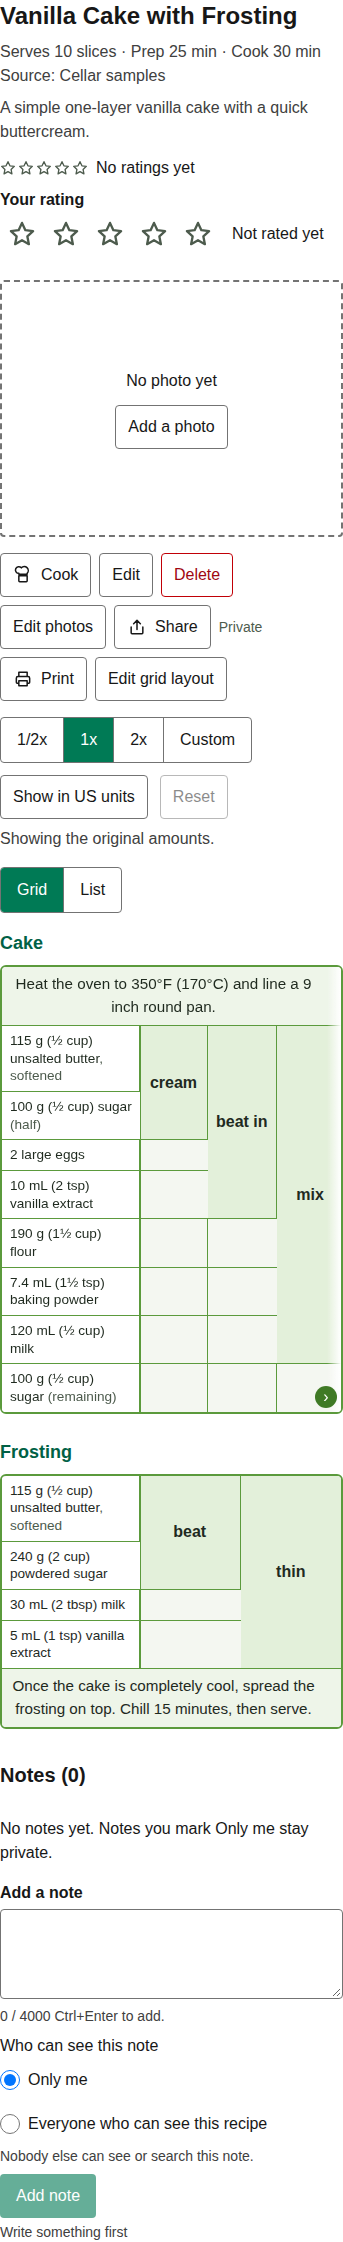 Vanilla Cake with Frosting
Serves 10 slices · Prep 25 min · Cook 30 min
Source: Cellar samples
A simple one-layer vanilla cake with a quick
buttercream.
No ratings yet
Your rating
Not rated yet
No photo yet
Add a photo
Cook
Edit
Delete
Edit photos
Share
Private
Print
Edit grid layout
1/2x
1x
2x
Custom
Show in US units
Reset
Showing the original amounts.
Grid
List
Cake
Heat the oven to 350°F (170°C) and line a 9
inch round pan.
115 g (½ cup)
unsalted butter,
softened
cream
beat in
mix
100 g (½ cup) sugar
(half)
2 large eggs
10 mL (2 tsp)
vanilla extract
190 g (1½ cup)
flour
7.4 mL (1½ tsp)
baking powder
120 mL (½ cup)
milk
100 g (½ cup)
sugar (remaining)
›
Frosting
115 g (½ cup)
unsalted butter,
softened
beat
thin
240 g (2 cup)
powdered sugar
30 mL (2 tbsp) milk
5 mL (1 tsp) vanilla
extract
Once the cake is completely cool, spread the
frosting on top. Chill 15 minutes, then serve.
Notes (0)
No notes yet. Notes you mark Only me stay
private.
Add a note
0 / 4000 Ctrl+Enter to add.
Who can see this note
Only me
Everyone who can see this recipe
Nobody else can see or search this note.
Add note
Write something first